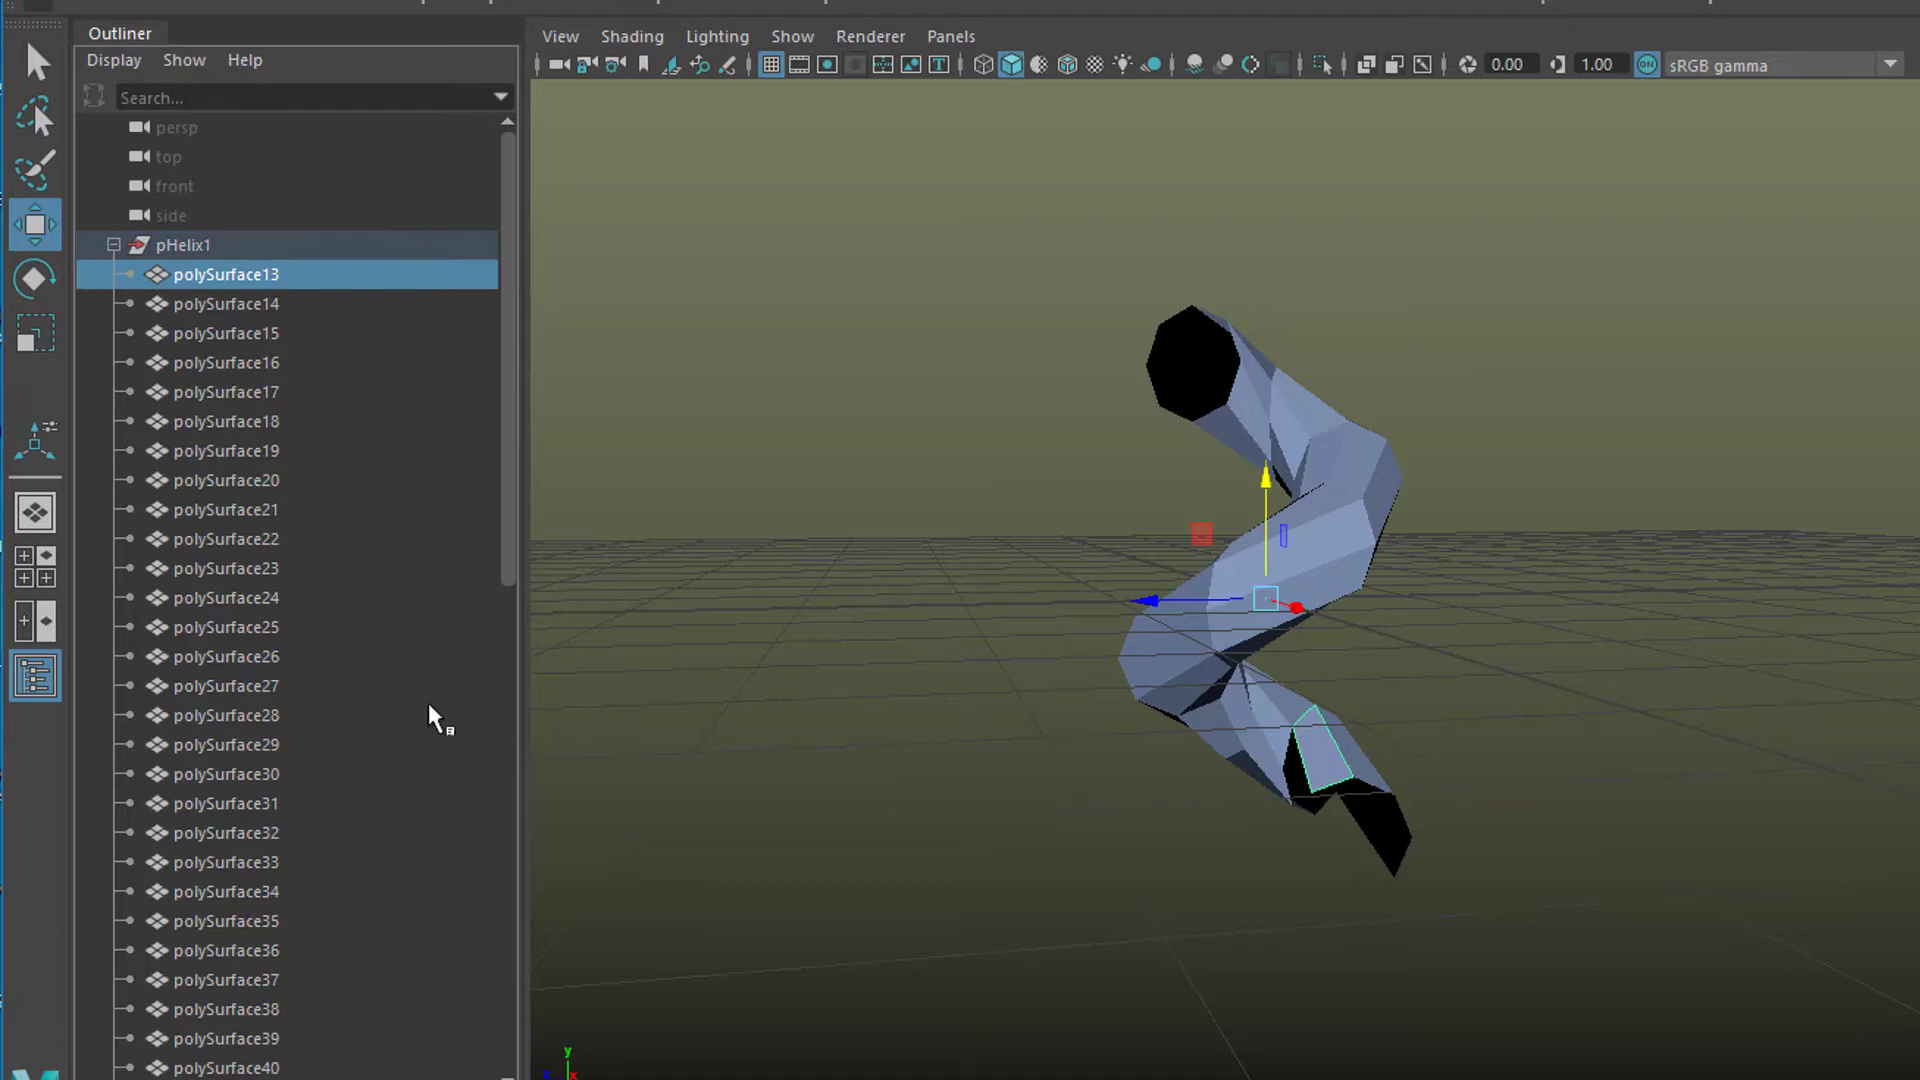 Outliner
Display Show Help
Search...
persp
top
front
side
pHelix1
polySurface13
polySurface14
polySurface15
polySurface16
polySurface17
polySurface18
polySurface19
polySurface20
polySurface21
polySurface22
polySurface23
polySurface24
polySurface25
polySurface26
polySurface27
polySurface28
polySurface29
polySurface30
polySurface31
polySurface32
polySurface33
polySurface34
polySurface35
polySurface36
polySurface37
polySurface38
polySurface39
polySurface40
View Shading Lighting Show Renderer Panels
0.00 1.00 ON sRGB gamma
y
x